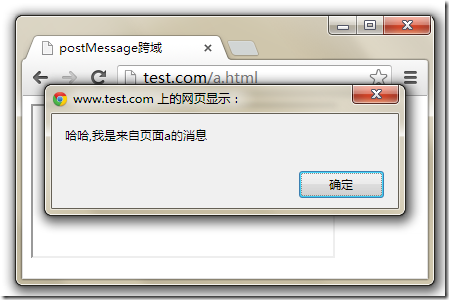 postMessage跨域
test.com/a.html
www.test.com 上的网页显示：
哈哈,我是来自页面a的消息
确定